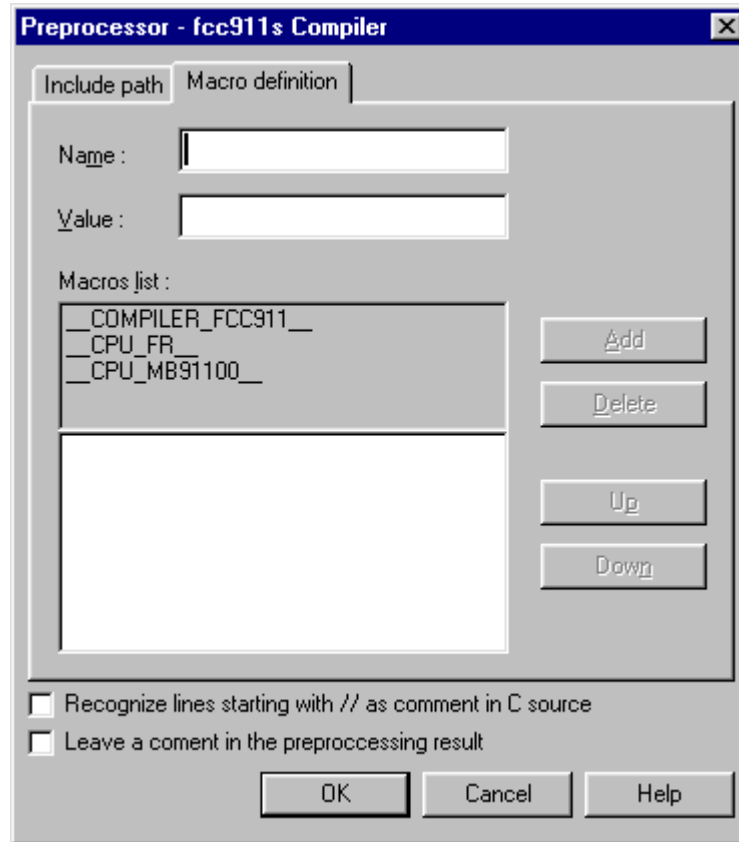 Preprocessor - fcc911s Compiler
Include path Macro definition
Name :
Value :
Macros list :
__COMPILER_FCC911__
__CPU_FR__
__CPU_MB91100__
Add
Delete
Up
Down
Recognize lines starting with // as comment in C source
Leave a coment in the preproccessing result
OK Cancel Help